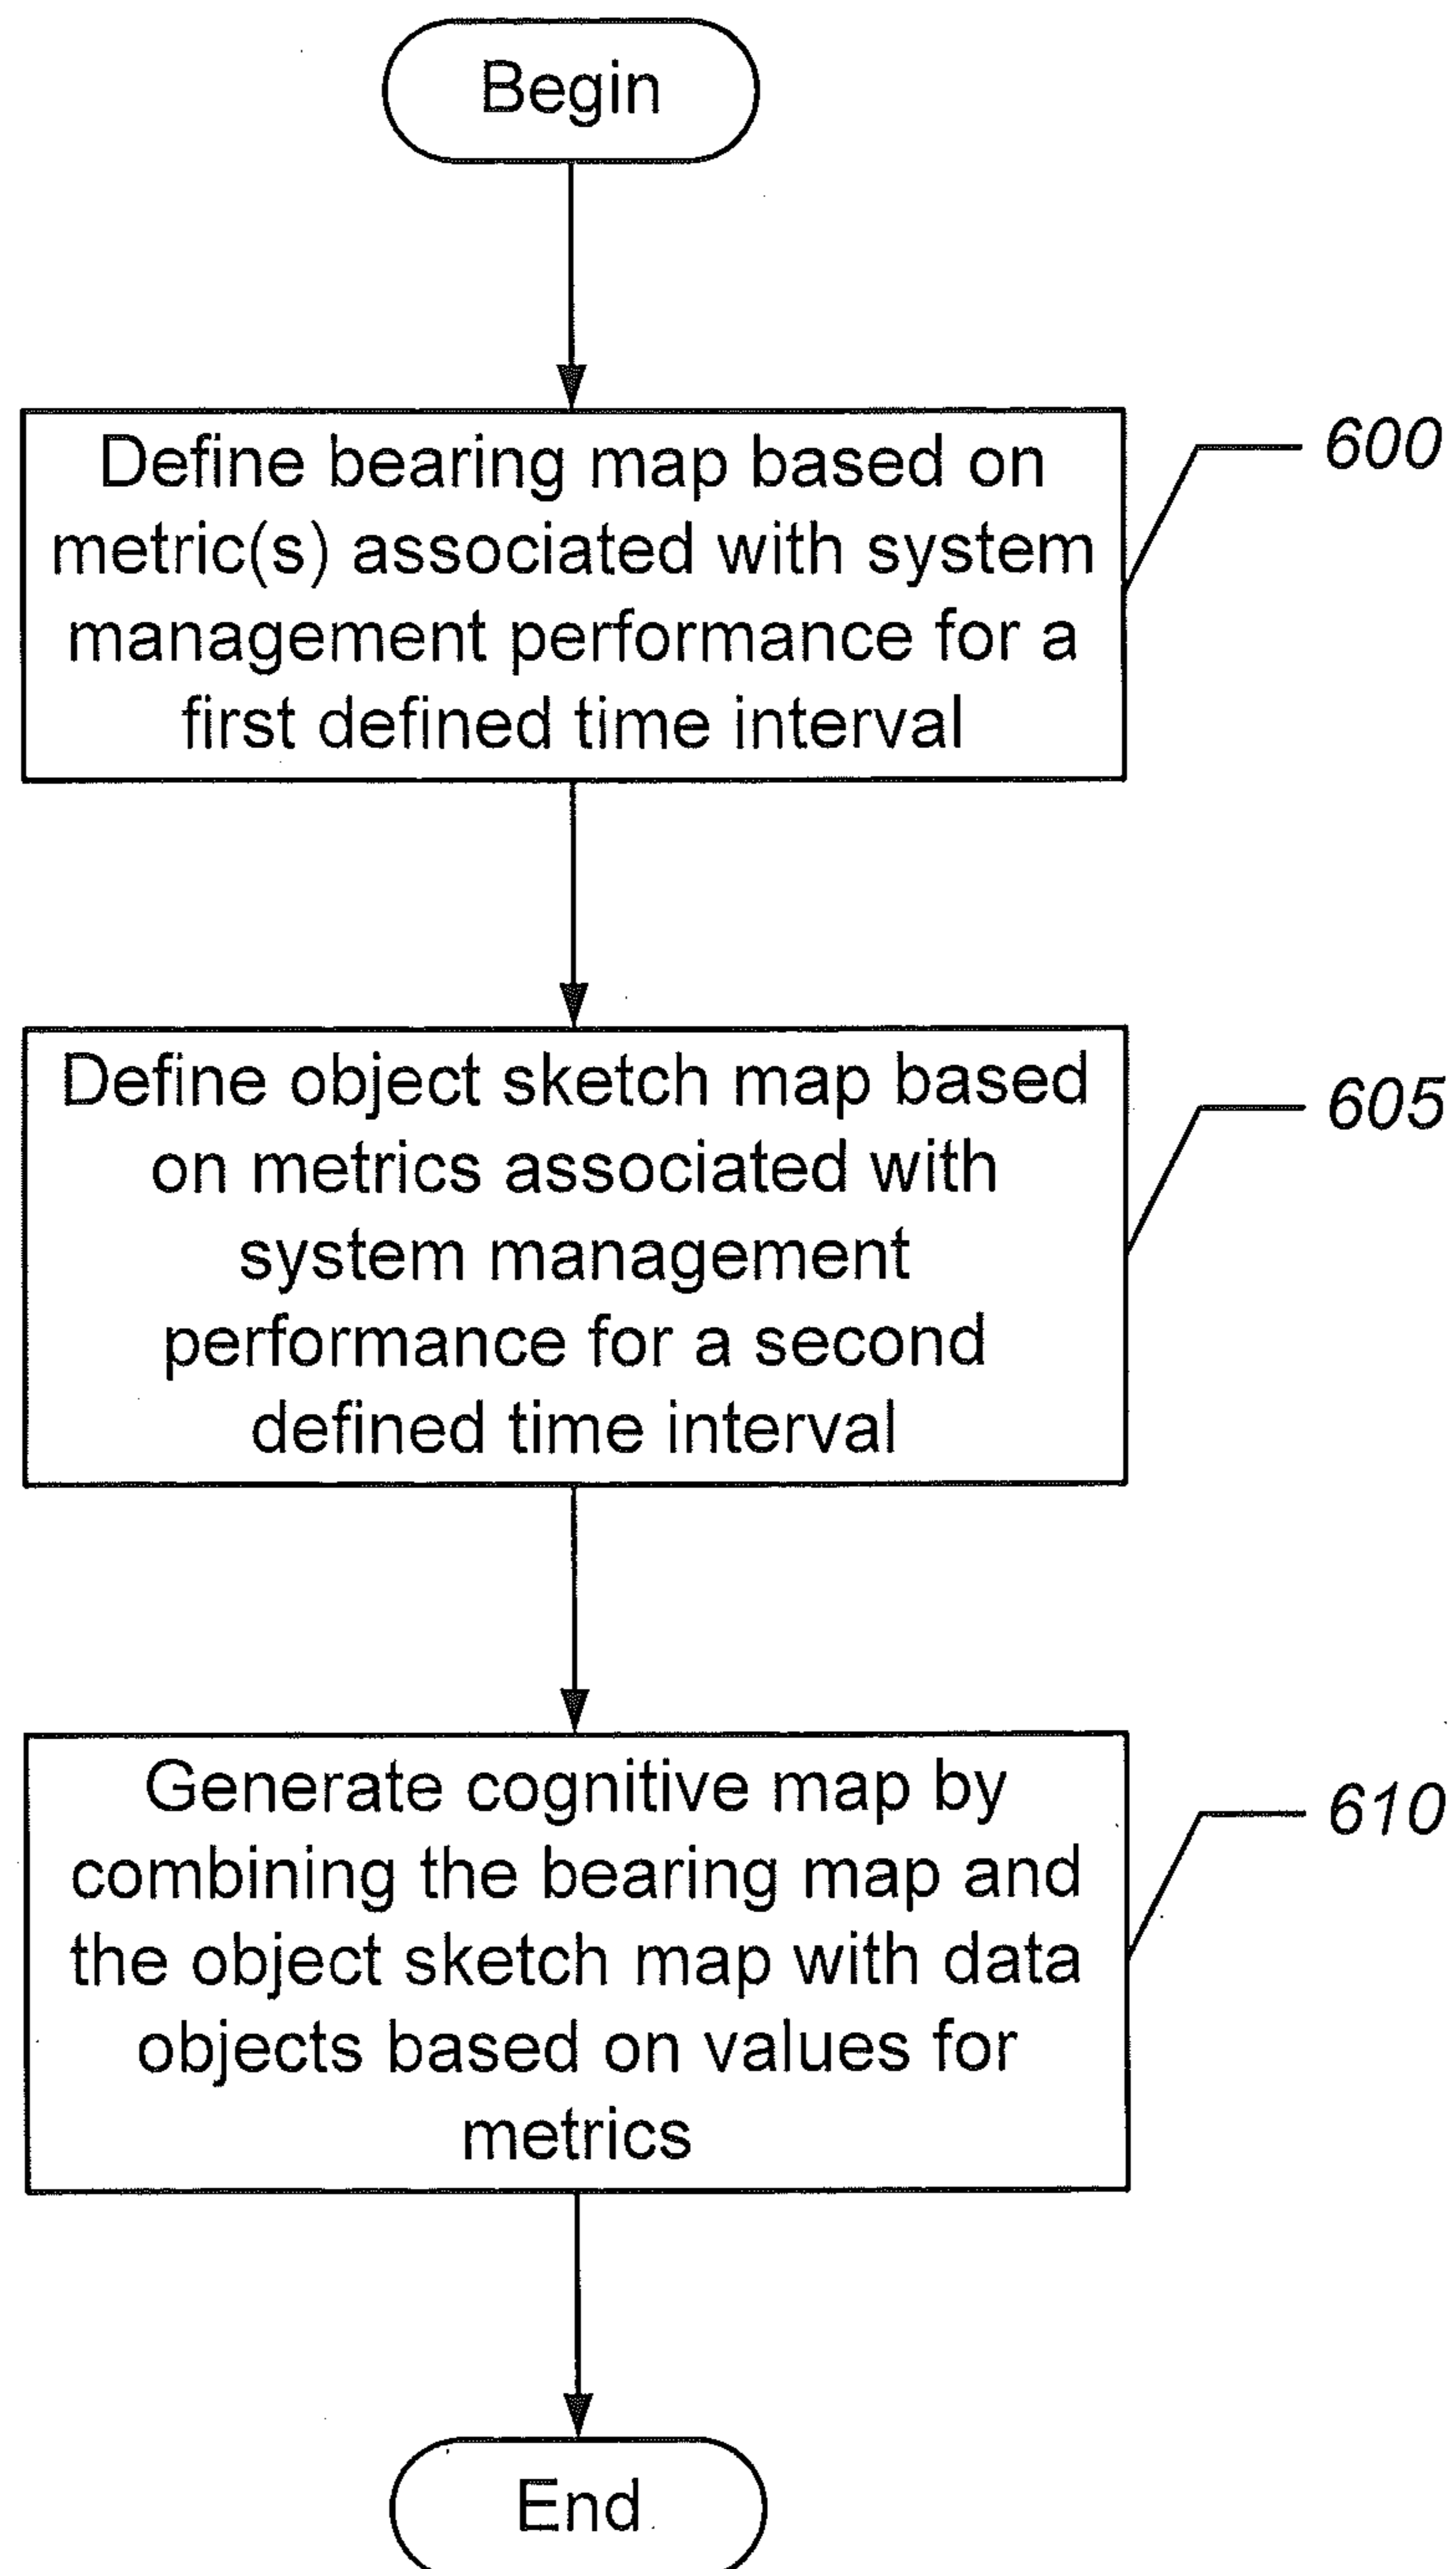 Begin
Define bearing map based on
metric(s) associated with system
management performance for a
first defined time interval
600
Define object sketch map based
on metrics associated with
system management
performance for a second
defined time interval
605
Generate cognitive map by
combining the bearing map and
the object sketch map with data
objects based on values for
metrics
610
End